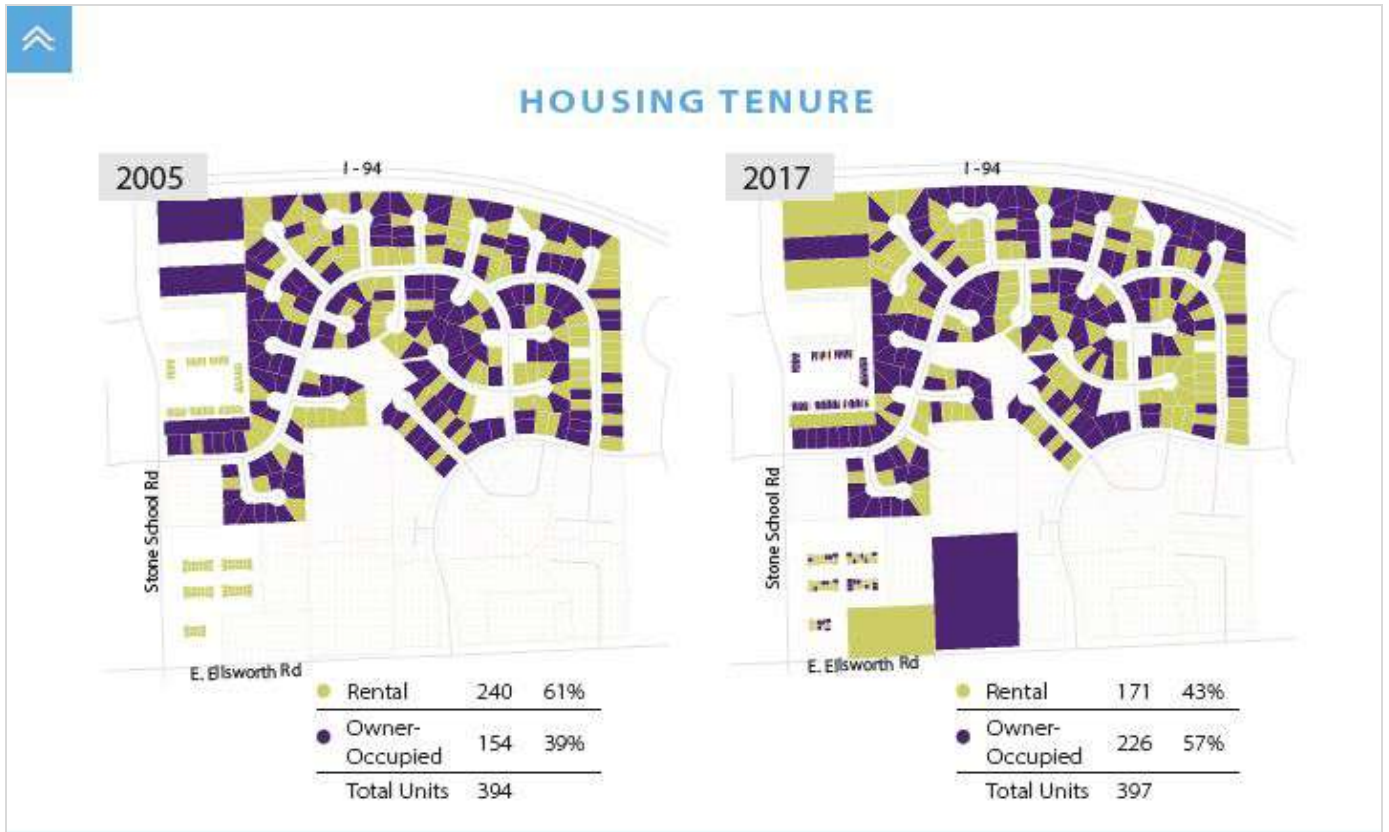 HOUSING TENURE
2005
I - 94
Stone School Rd
E. Ellsworth Rd
Rental 240 61%
Owner-
Occupied 154 39%
Total Units 394
2017
I - 94
Stone School Rd
E. Ellsworth Rd
Rental 171 43%
Owner-
Occupied 226 57%
Total Units 397